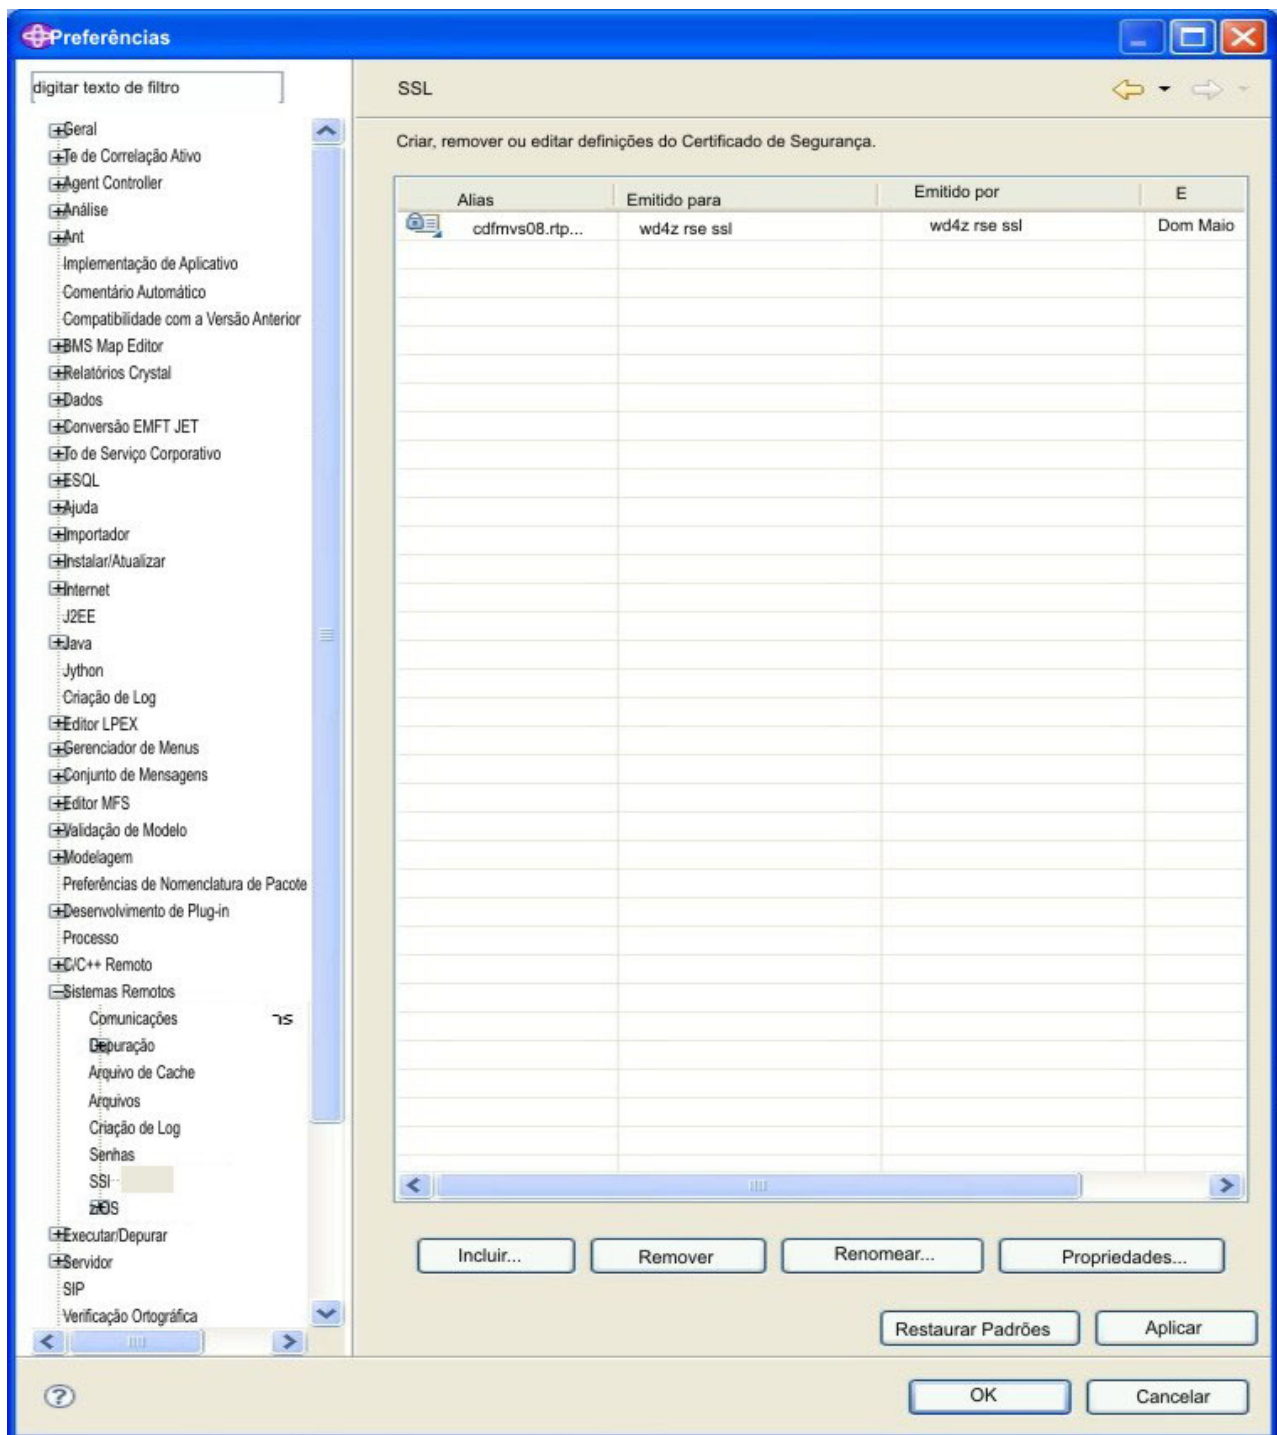 Preferências
digitar texto de filtro
SSL
Geral
Te de Correlação Ativo
Agent Controller
Análise
Ant
Implementação de Aplicativo
Comentário Automático
Compatibilidade com a Versão Anterior
BMS Map Editor
Relatórios Crystal
Dados
Conversão EMFT JET
To de Serviço Corporativo
ESQL
Ajuda
Importador
Instalar/Atualizar
Internet
J2EE
Java
Jython
Criação de Log
Editor LPEX
Gerenciador de Menus
Conjunto de Mensagens
Editor MFS
Validação de Modelo
Modelagem
Preferências de Nomenclatura de Pacote
Desenvolvimento de Plug-in
Processo
C/C++ Remoto
Sistemas Remotos
Comunicações
Depuração
Arquivo de Cache
Arquivos
Criação de Log
Senhas
z/OS
Executar/Depurar
Servidor
SIP
Verificação Ortográfica
Criar, remover ou editar definições do Certificado de Segurança.
Alias Emitido para Emitido por E
cdfmvs08.rtp... wd4z rse ssl wd4z rse ssl Dom Maio
Incluir... Remover Renomear... Propriedades...
Restaurar Padrões Aplicar
OK Cancelar